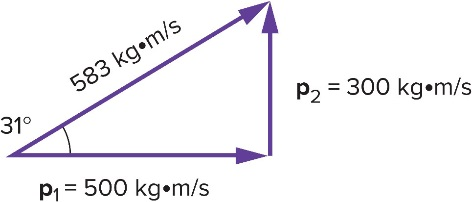 583 kg•m/s
31°
p₂ = 300 kg•m/s
p₁ = 500 kg•m/s